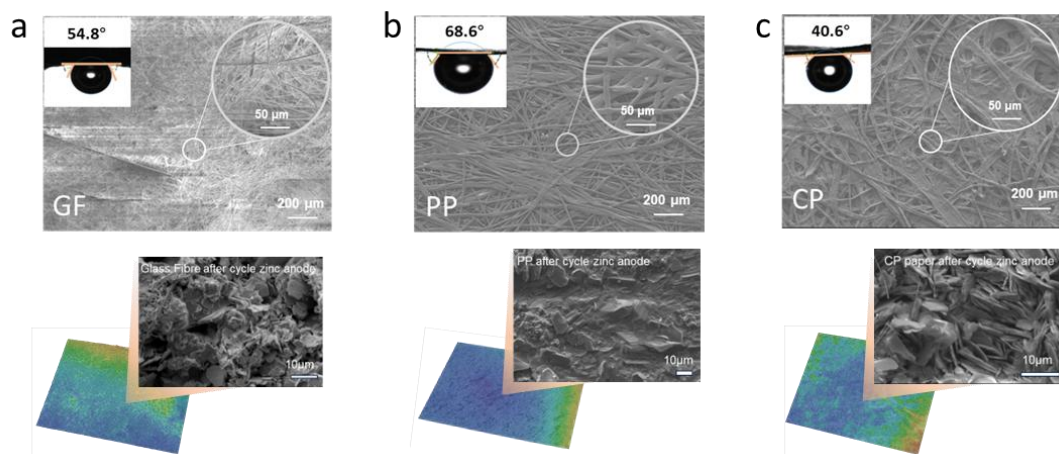 a
54.8°
50 µm
GF
200 µm
Glass Fibre after cycle zinc anode
10µm
b
68.6°
50 µm
PP
200 µm
PP after cycle zinc anode
10µm
c
40.6°
50 µm
CP
200 µm
CP paper after cycle zinc anode
10µm